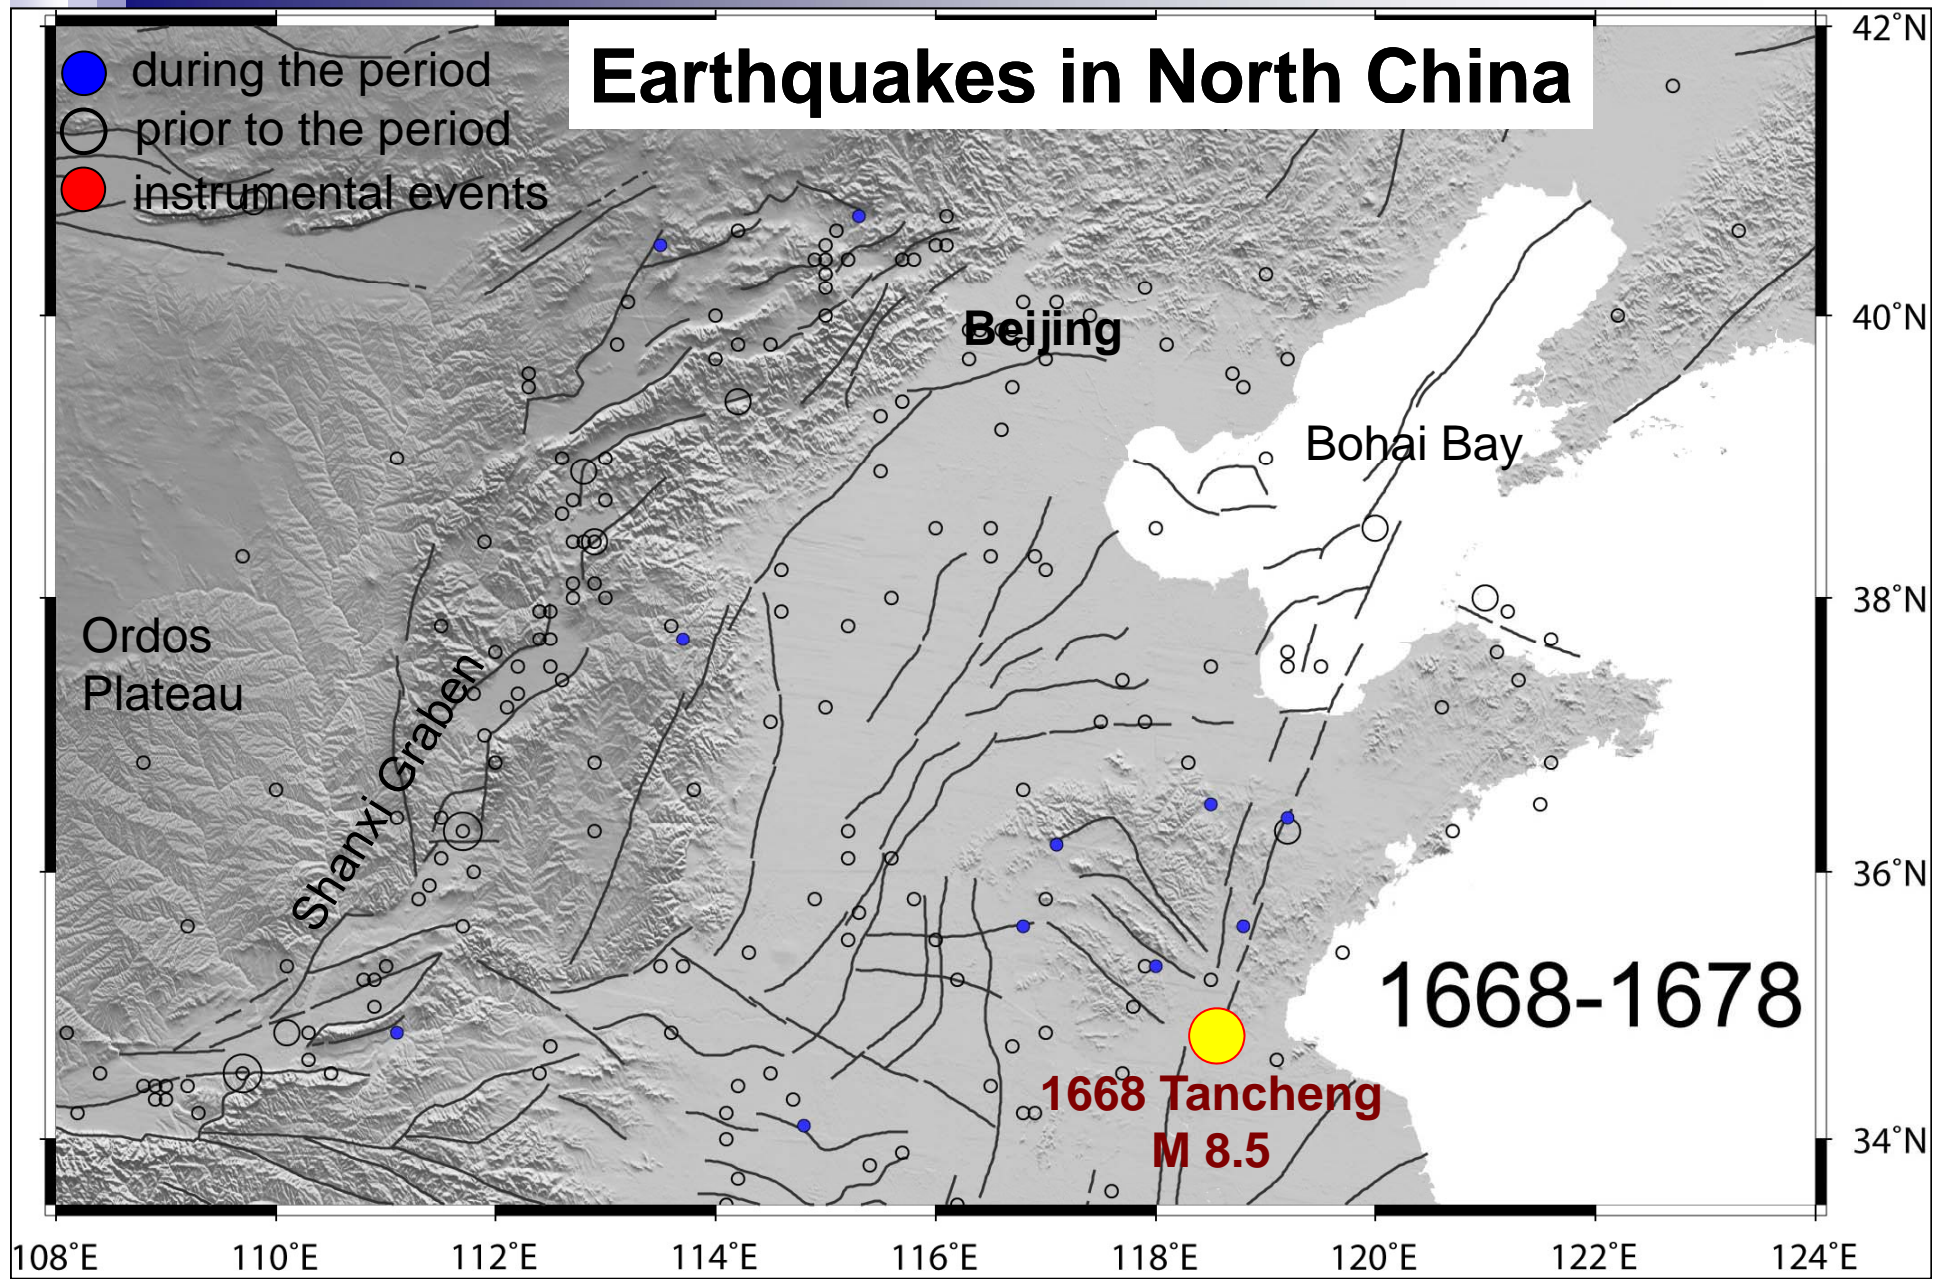 Earthquakes in North China
during the period
prior to the period
instrumental events
Beijing
Bohai Bay
Ordos
Plateau
Shanxi Graben
1668-1678
1668 Tancheng
M 8.5
42°N
40°N
38°N
36°N
34°N
108°E 110°E 112°E 114°E 116°E 118°E 120°E 122°E 124°E